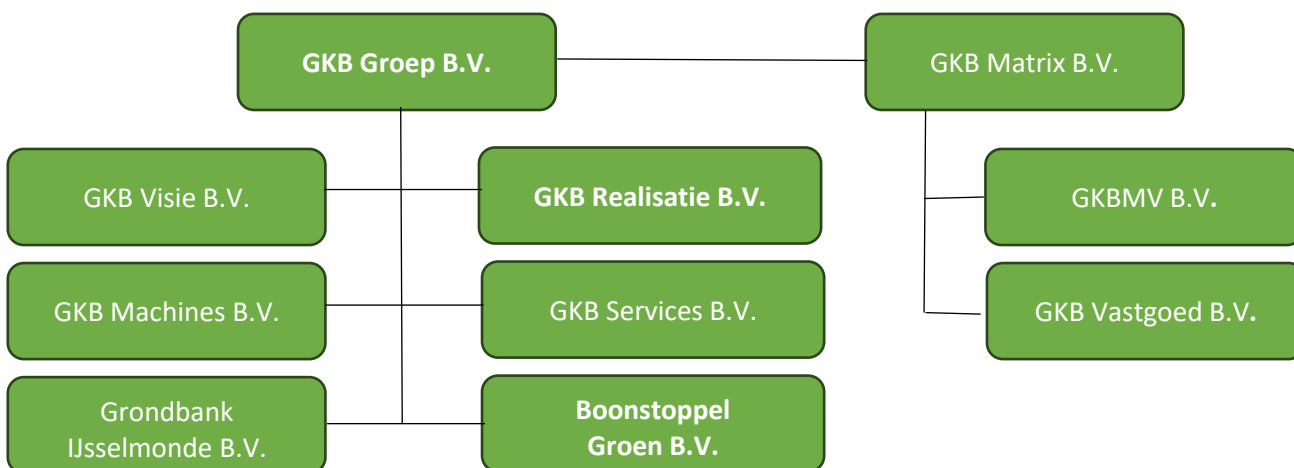 GKB Groep B.V.
GKB Matrix B.V.
GKB Visie B.V.
GKB Realisatie B.V.
GKBMV B.V.
GKB Machines B.V.
GKB Services B.V.
GKB Vastgoed B.V.
Grondbank
IJsselmonde B.V.
Boonstoppel
Groen B.V.